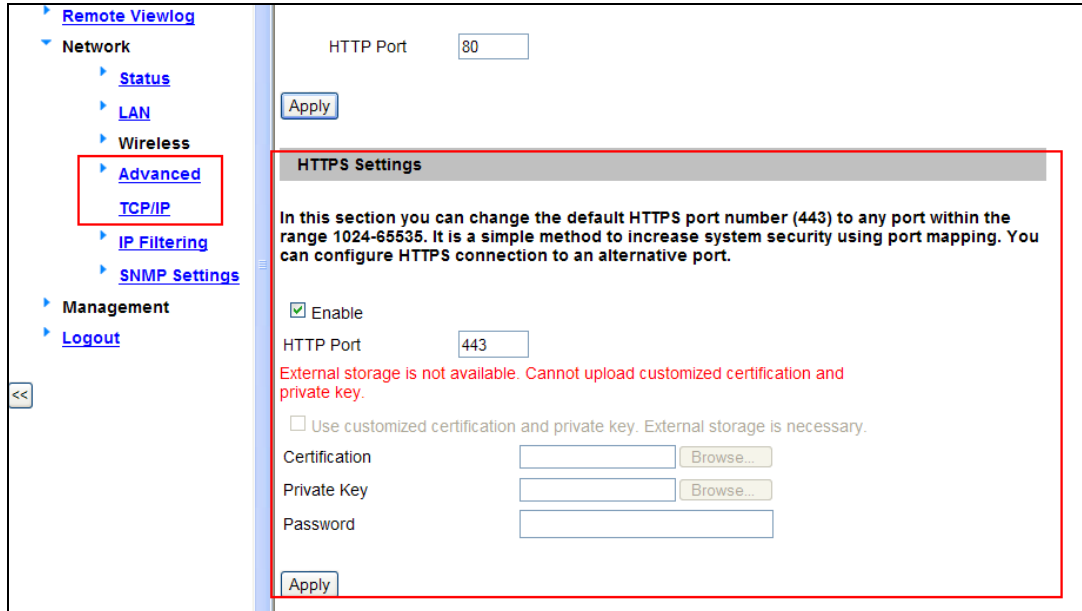 Remote Viewlog
Network
Status
LAN
Wireless
Advanced
TCP/IP
IP Filtering
SNMP Settings
Management
Logout
<<
HTTP Port 80
Apply
HTTPS Settings
In this section you can change the default HTTPS port number (443) to any port within the
range 1024-65535. It is a simple method to increase system security using port mapping. You
can configure HTTPS connection to an alternative port.
Enable
HTTP Port 443
External storage is not available. Cannot upload customized certification and
private key.
Use customized certification and private key. External storage is necessary.
Certification Browse...
Private Key Browse...
Password
Apply